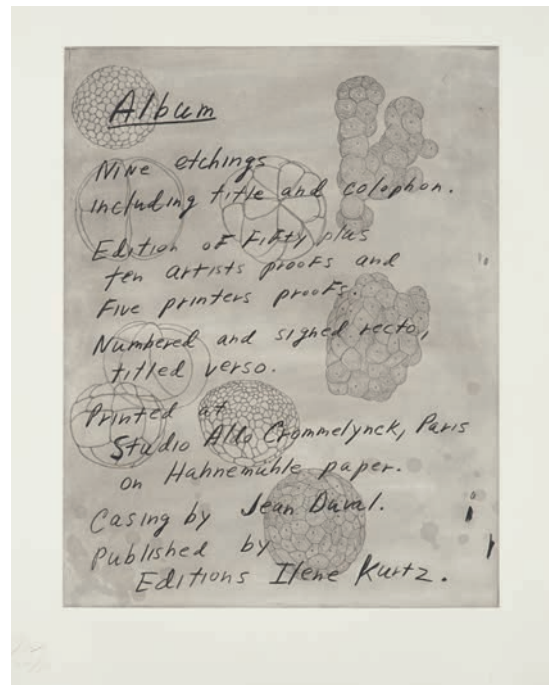 Album
Nine etchings
including title and colophon.
Edition of Fifty plus
ten artists proofs and
Five printers proofs.
Numbered and signed recto,
titled verso.
Printed at
Studio Aldo Crommelynck, Paris
on Hahnemühle paper.
Casing by Jean Duval.
Published by
Editions Ilene Kurtz.